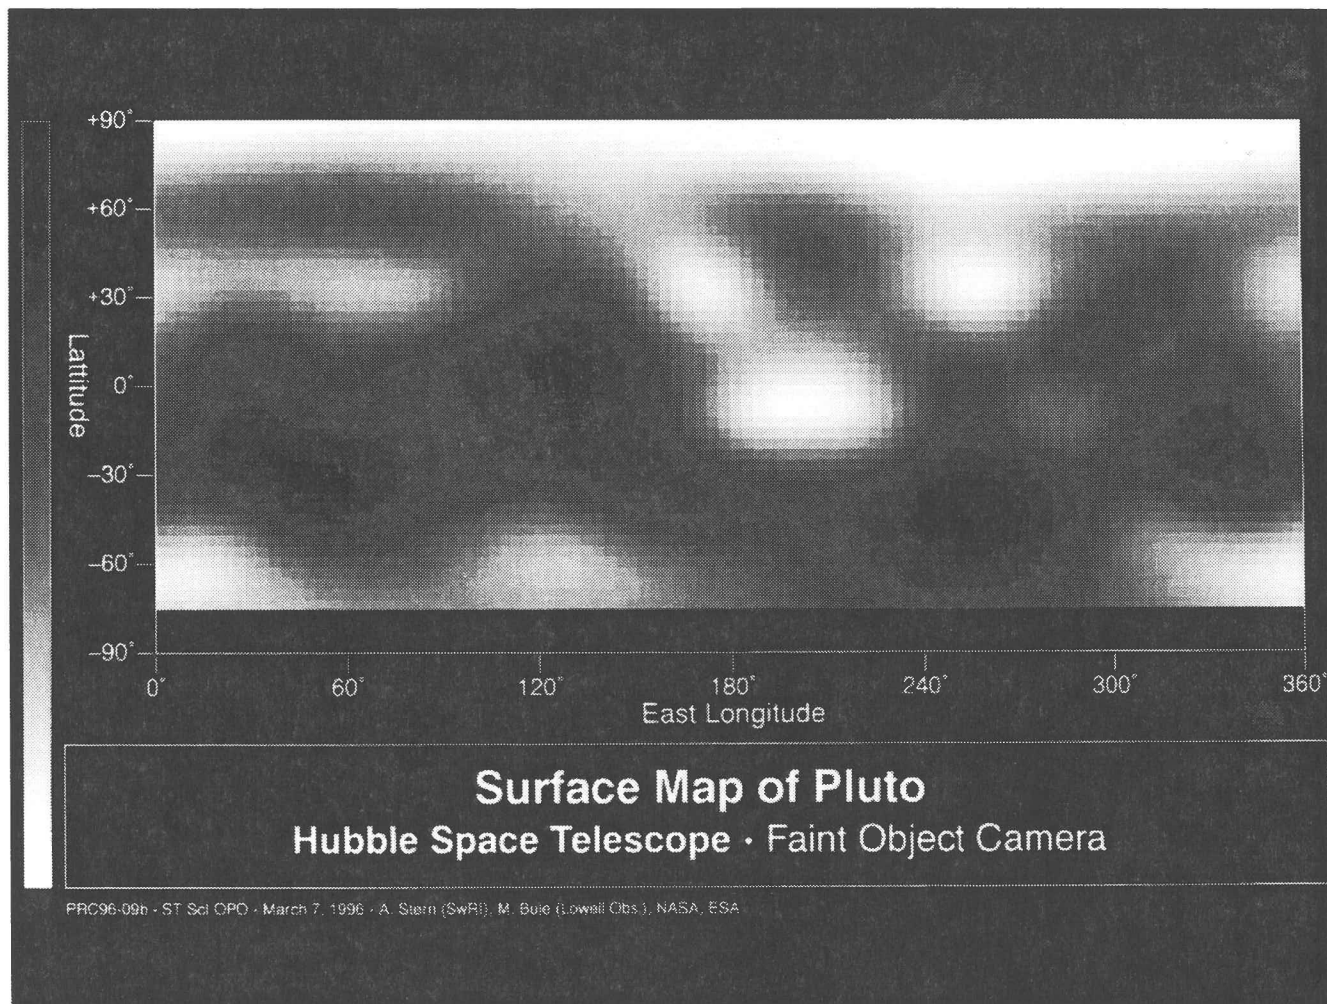 +90°
+60°
+30°
0°
–30°
–60°
–90°
Lattitude
0° 60° 120° 180° 240° 300° 360°
East Longitude
Surface Map of Pluto
Hubble Space Telescope · Faint Object Camera
PRC96-09b · ST ScI OPO · March 7, 1996 · A. Stern (SwRI), M. Buie (Lowell Obs.), NASA, ESA